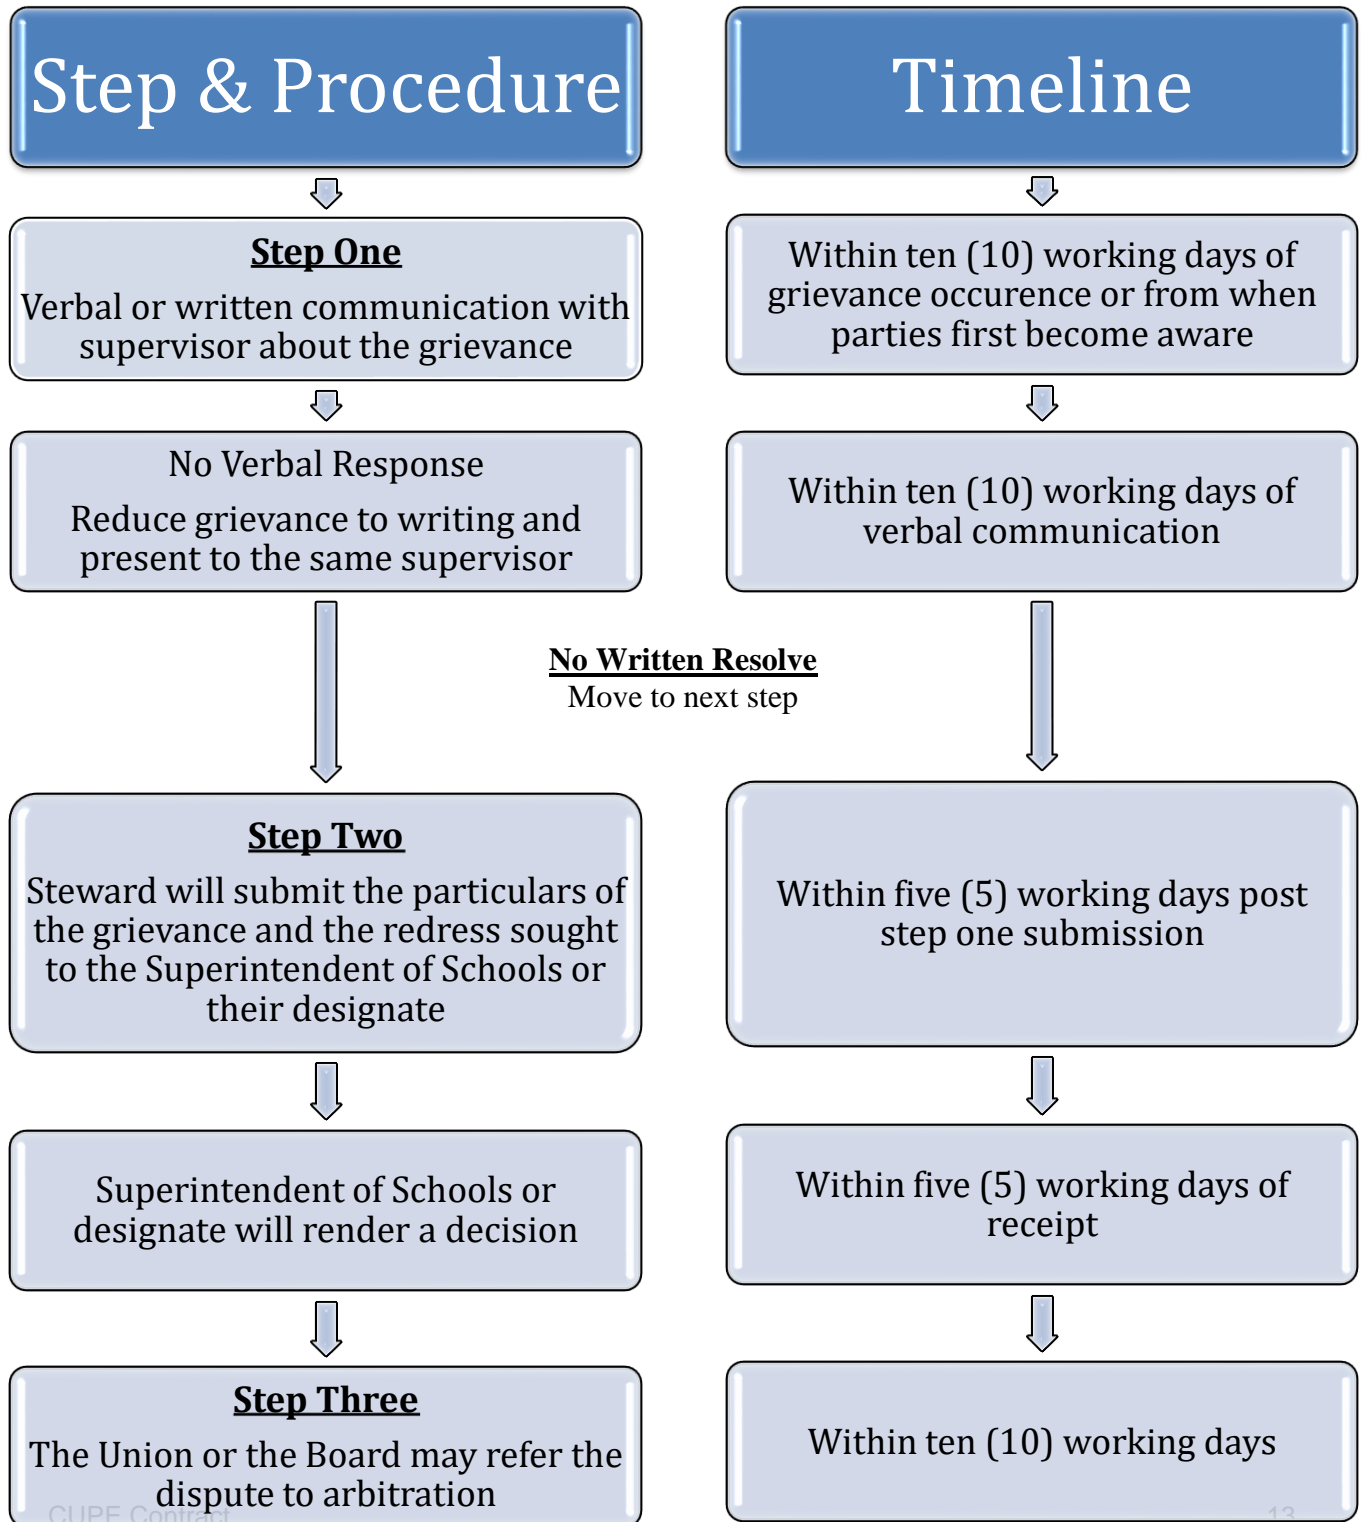 Step & Procedure
Timeline
Step One
Verbal or written communication with
supervisor about the grievance
Within ten (10) working days of
grievance occurence or from when
parties first become aware
No Verbal Response
Reduce grievance to writing and
present to the same supervisor
Within ten (10) working days of
verbal communication
No Written Resolve
Move to next step
Step Two
Steward will submit the particulars of
the grievance and the redress sought
to the Superintendent of Schools or
their designate
Within five (5) working days post
step one submission
Superintendent of Schools or
designate will render a decision
Within five (5) working days of
receipt
Step Three
The Union or the Board may refer the
dispute to arbitration
Within ten (10) working days
CUPE Contract
13